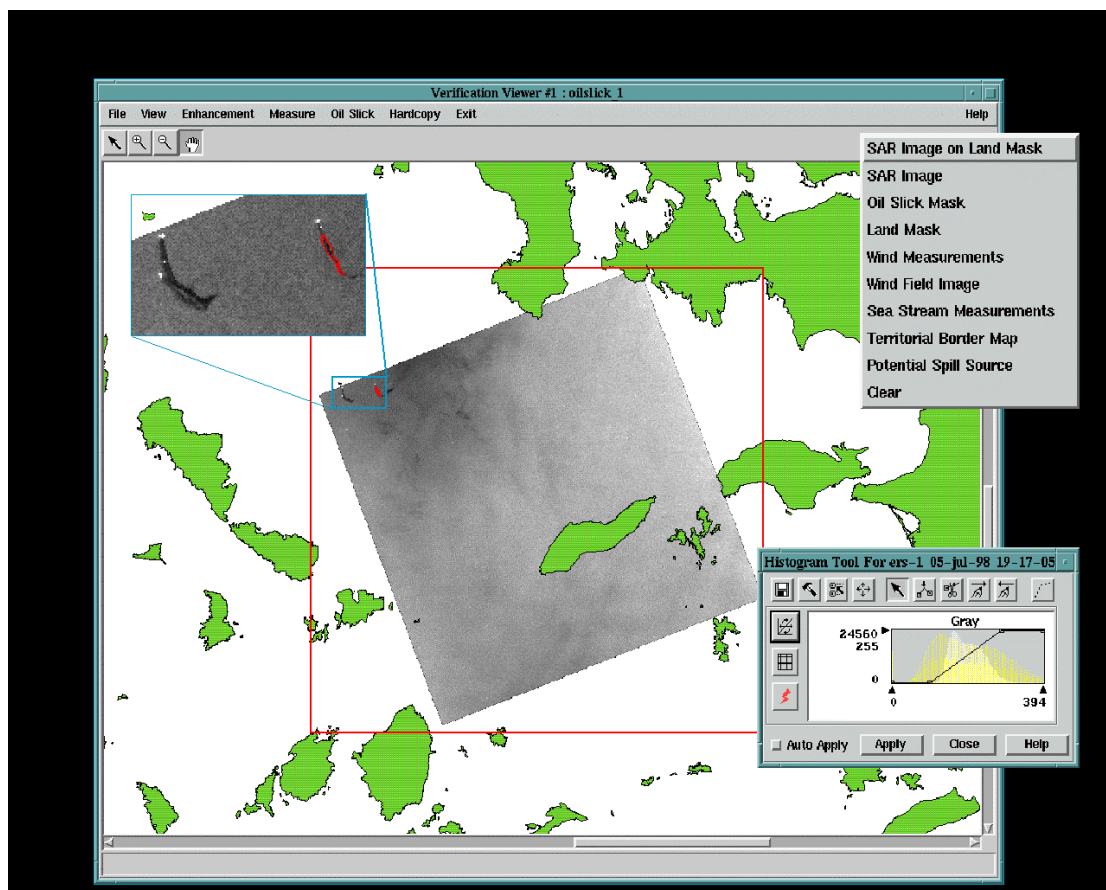 Verification Viewer #1 : oilslick_1
File View Enhancement Measure Oil Slick Hardcopy Exit Help
SAR Image on Land Mask
SAR Image
Oil Slick Mask
Land Mask
Wind Measurements
Wind Field Image
Sea Stream Measurements
Territorial Border Map
Potential Spill Source
Clear
Histogram Tool For ers-1 05-jul-98 19-17-05
Gray
24560
255
0
0 394
Auto Apply Apply Close Help